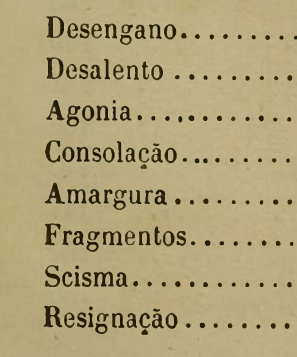 Desengano.........
Desalento.........
Agonia............
Consolação.........
Amargura.........
Fragmentos........
Scisma............
Resignação........